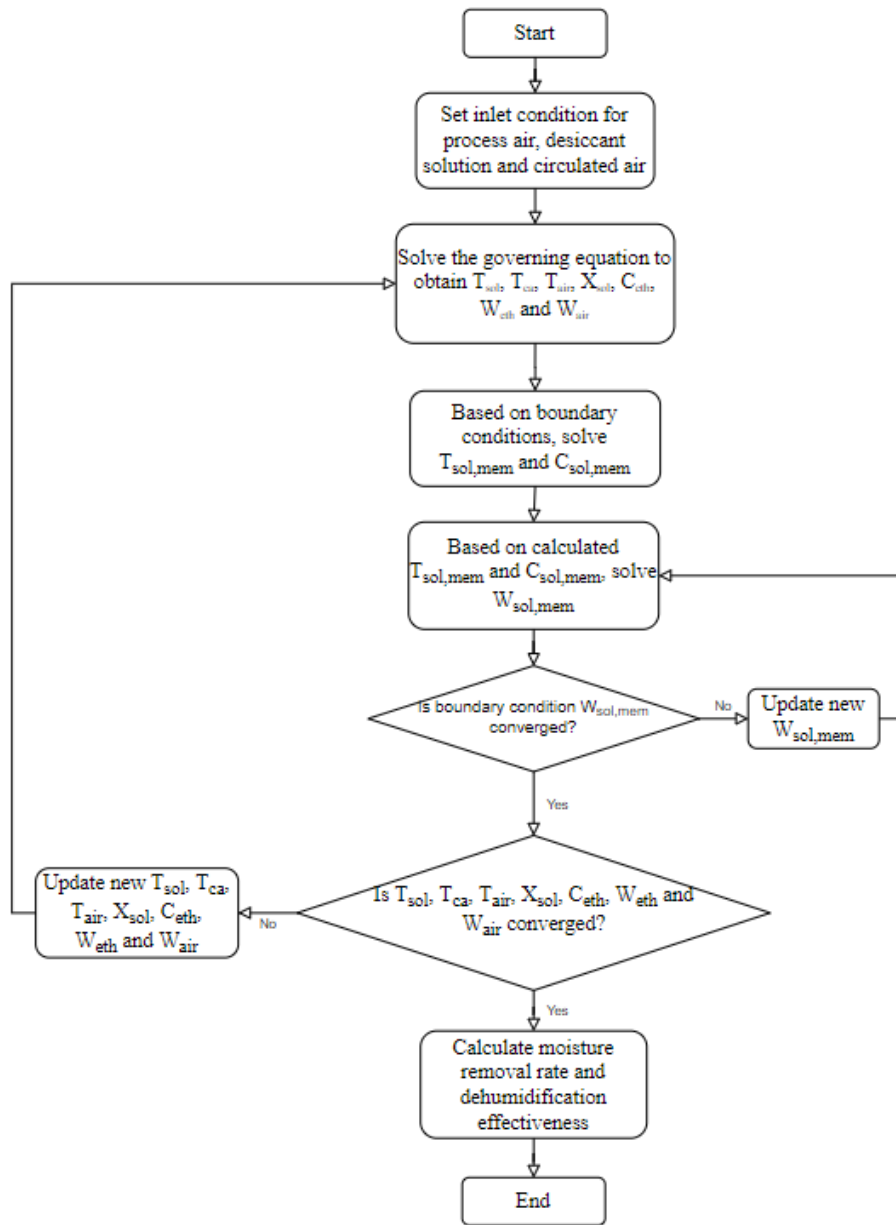 Start
Set inlet condition for
process air, desiccant
solution and circulated air
Solve the governing equation to
obtain Tsol, Tca, Tair, Xsol, Ceth,
Weth and Wair
Based on boundary
conditions, solve
Tsol,mem and Csol,mem
Based on calculated
Tsol,mem and Csol,mem, solve
Wsol,mem
Is boundary condition Wsol,mem
converged?
No
Update new
Wsol,mem
Yes
Is Tsol, Tca, Tair, Xsol, Ceth, Weth and
Wair converged?
No
Update new Tsol, Tca,
Tair, Xsol, Ceth,
Weth and Wair
Yes
Calculate moisture
removal rate and
dehumidification
effectiveness
End